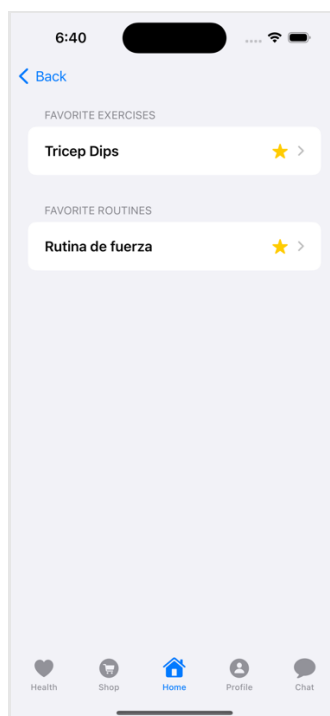 6:40
Back
FAVORITE EXERCISES
Tricep Dips
FAVORITE ROUTINES
Rutina de fuerza
Health Shop Home Profile Chat